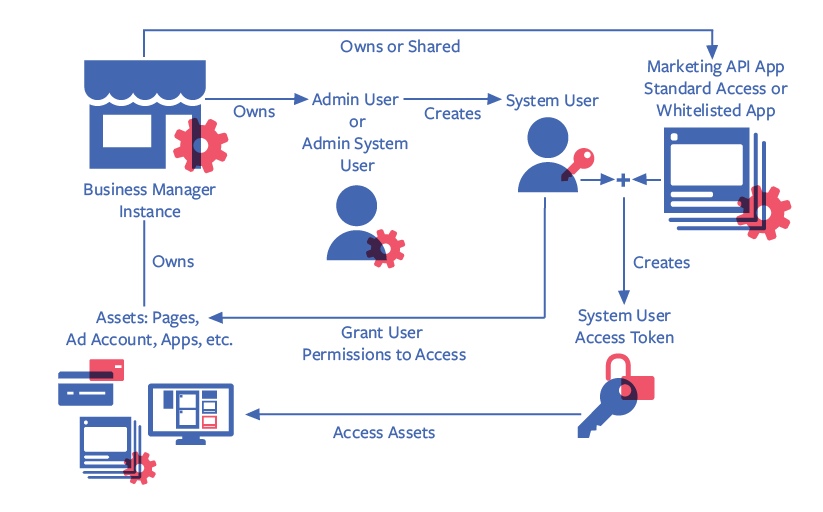 Owns or Shared
Marketing API App
Standard Access or
Whitelisted App
Owns
Admin User
or
Admin System
User
Creates
System User
Business Manager
Instance
Owns
Creates
Assets: Pages,
Ad Account, Apps, etc.
Grant User
Permissions to Access
System User
Access Token
Access Assets